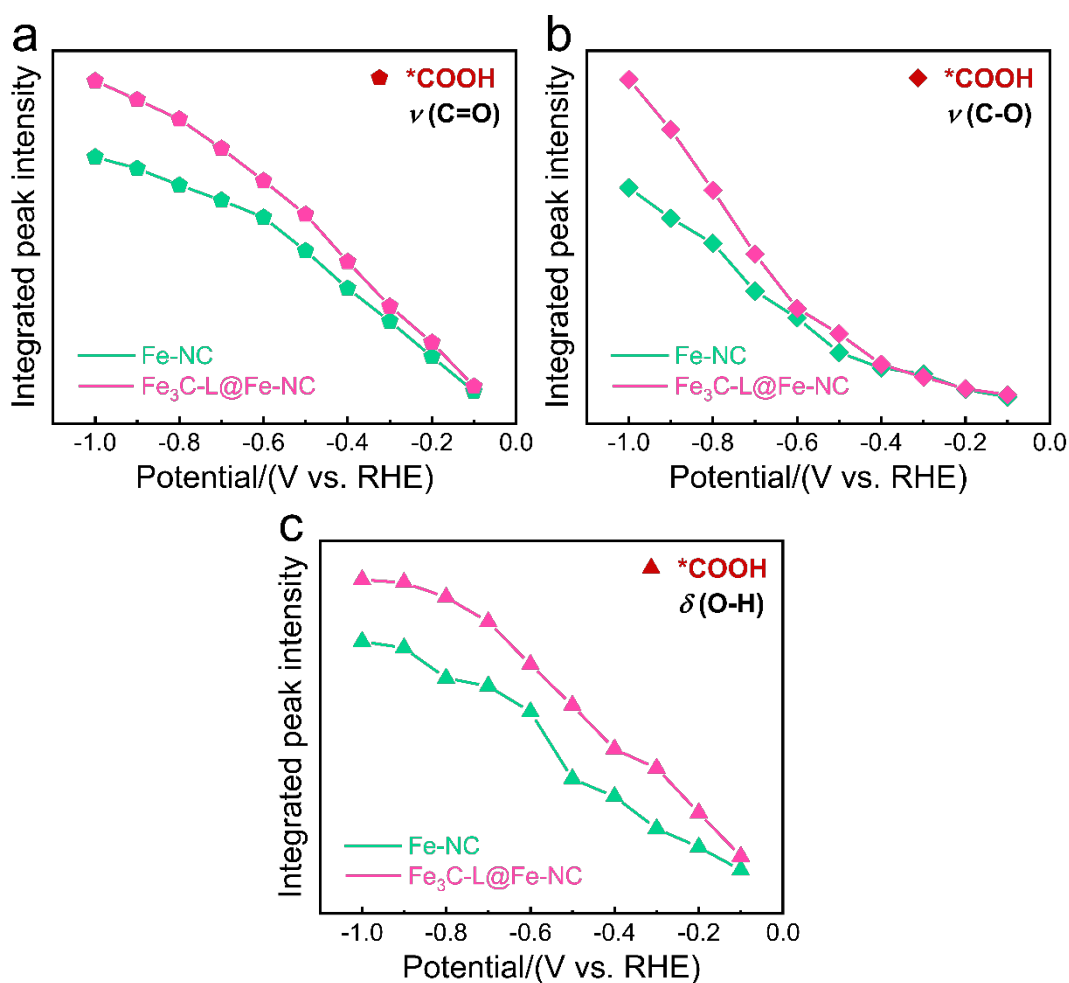 a
*COOH
ν (C=O)
Integrated peak intensity
Fe-NC
Fe₃C-L@Fe-NC
-1.0 -0.8 -0.6 -0.4 -0.2 0.0
Potential/(V vs. RHE)
b
*COOH
ν (C-O)
Integrated peak intensity
Fe-NC
Fe₃C-L@Fe-NC
-1.0 -0.8 -0.6 -0.4 -0.2 0.0
Potential/(V vs. RHE)
c
*COOH
δ (O-H)
Integrated peak intensity
Fe-NC
Fe₃C-L@Fe-NC
-1.0 -0.8 -0.6 -0.4 -0.2 0.0
Potential/(V vs. RHE)